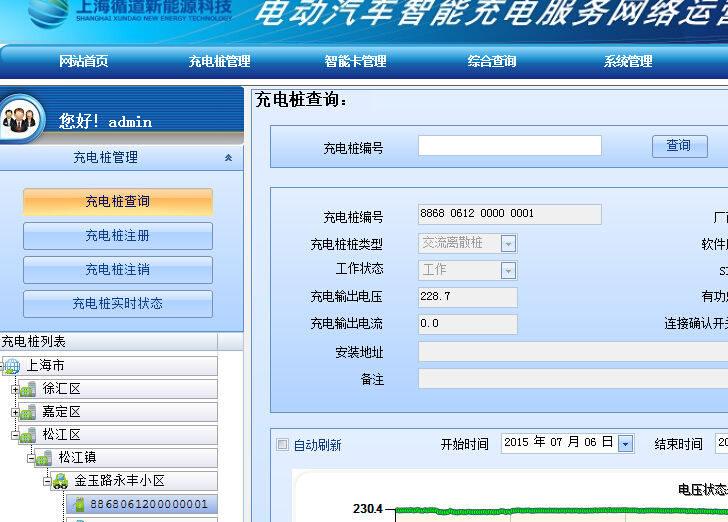 上海循道新能源科技
SHANGHAI XUNDAO NEW ENERGY TECHNOLOGY
电动汽车智能充电服务网络运营
网站首页 充电桩管理 智能卡管理 综合查询 系统管理
您好! admin
充电桩管理
充电桩查询
充电桩注册
充电桩注销
充电桩实时状态
充电桩列表
上海市
徐汇区
嘉定区
松江区
松江镇
金玉路永丰小区
8868061200000001
充电桩查询:
充电桩编号 查询
充电桩编号 8868 0612 0000 0001
充电桩桩类型 交流离散桩 软件
工作状态 工作
充电输出电压 228.7 有功
充电输出电流 0.0 连接确认开
安装地址
备注
自动刷新 开始时间 2015 年 07 月 06 日 结束时间
电压状态
230.4